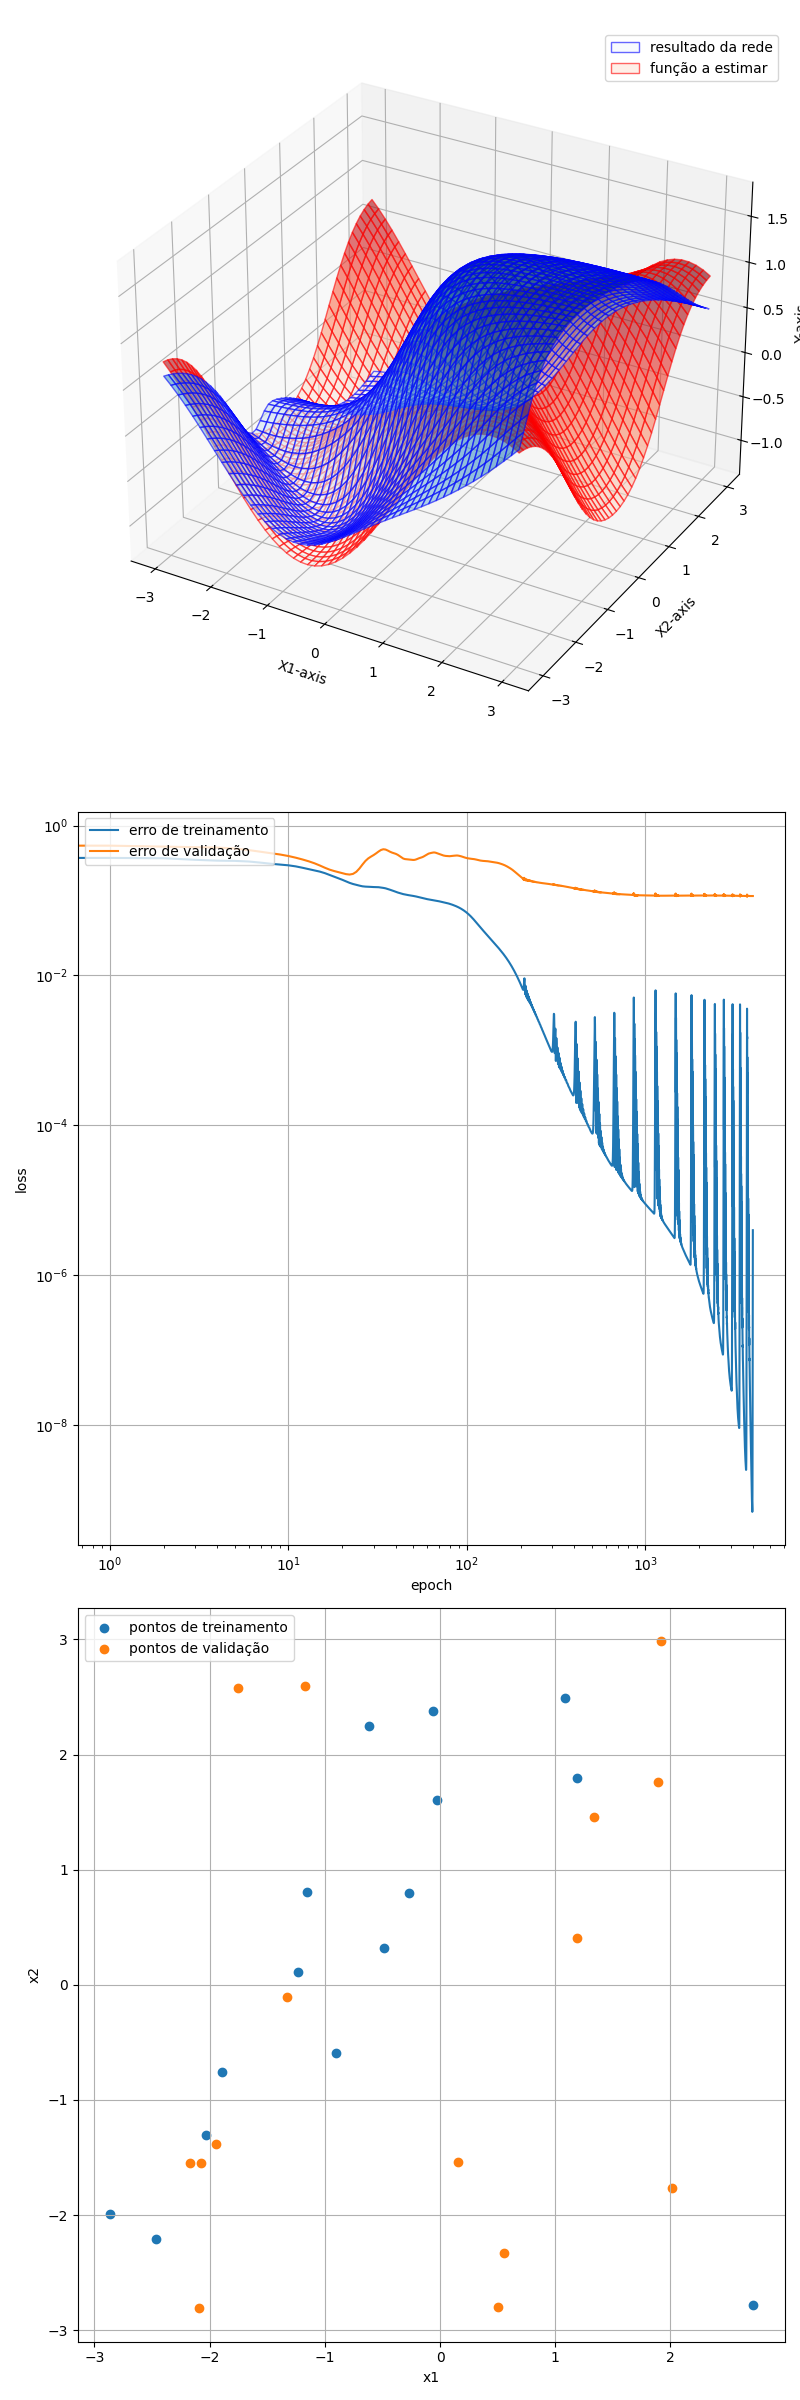 resultado da rede
função a estimar
1.5
1.0
0.5
0.0
−0.5
−1.0
3
2
1
0
−1
−2
−3
X2-axis
−3
−2
−1
0
1
2
3
X1-axis
erro de treinamento
erro de validação
10^0
10^-2
10^-4
10^-6
10^-8
loss
10^0 10^1 10^2 10^3
epoch
pontos de treinamento
pontos de validação
3
2
1
0
−1
−2
−3
x2
−3 −2 −1 0 1 2
x1